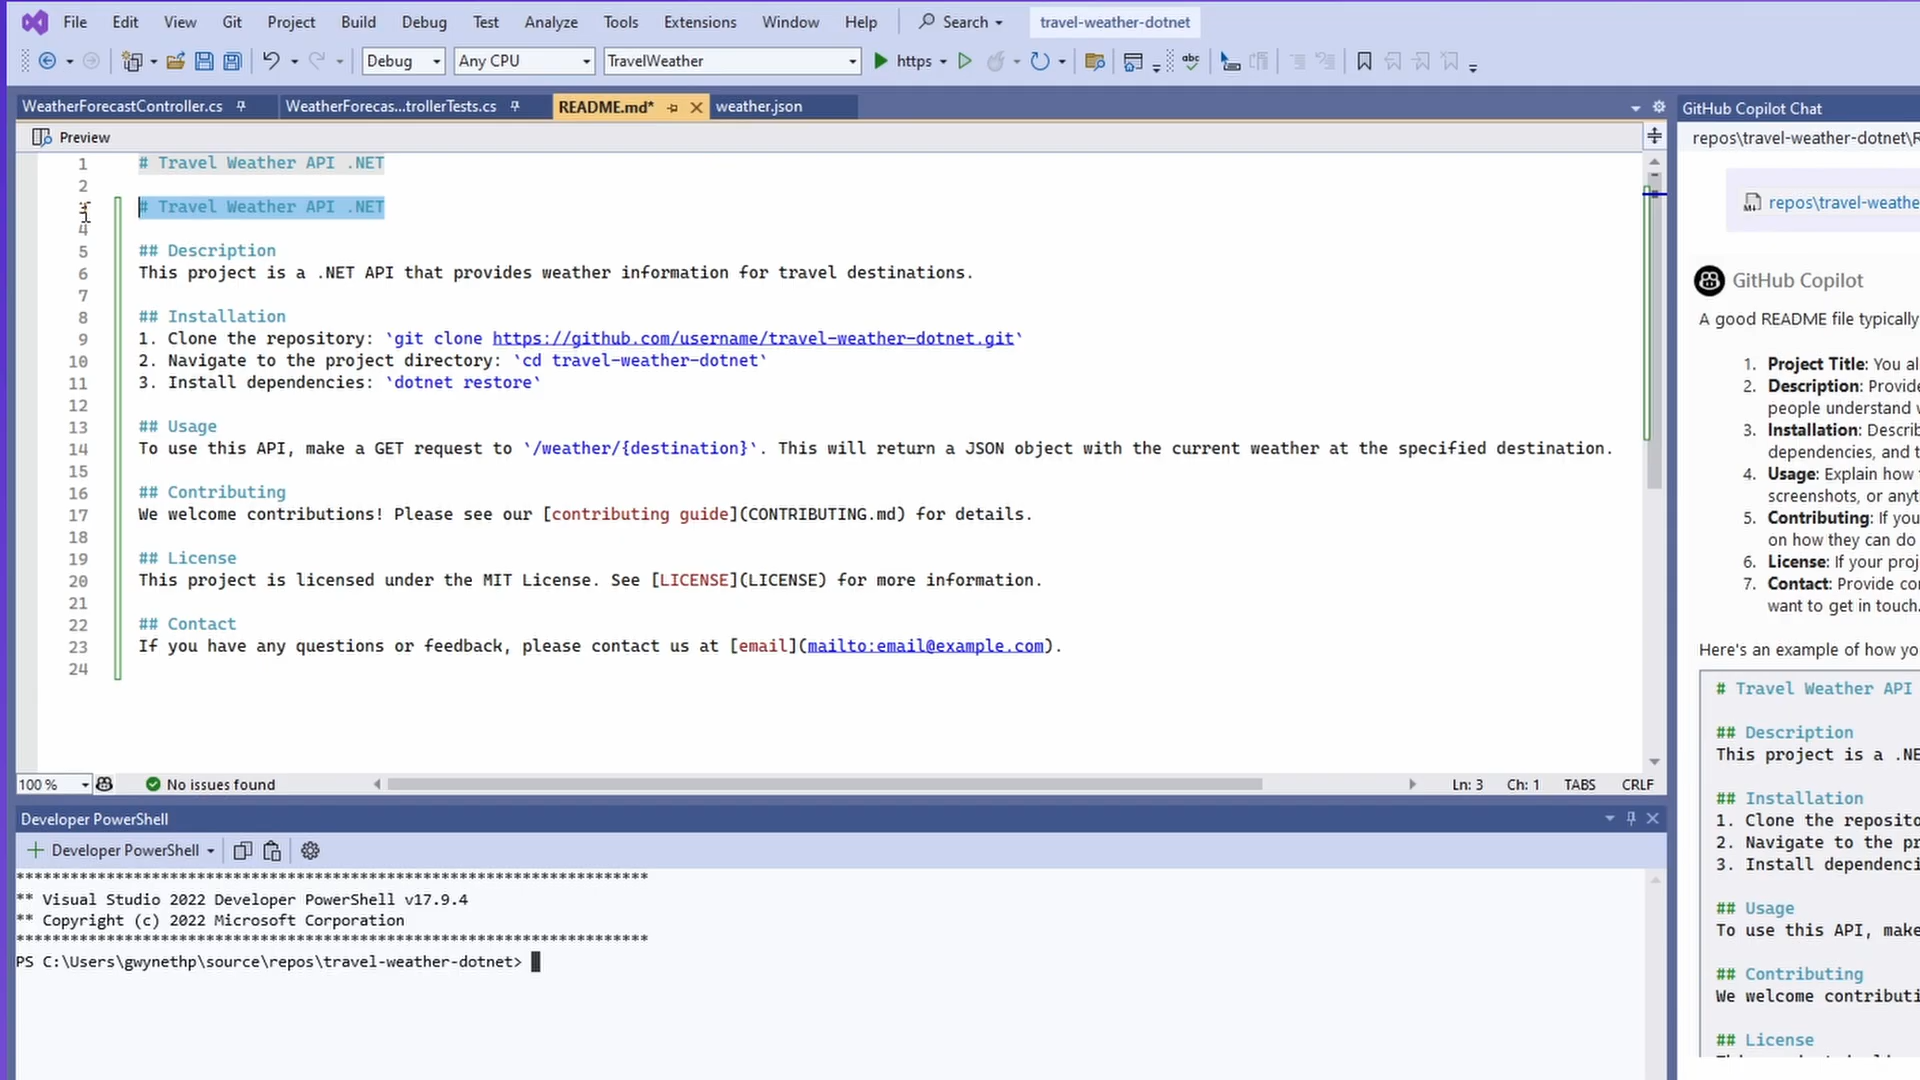 File Edit View Git Project Build Debug Test Analyze Tools Extensions Window Help Search travel-weather-dotnet
Debug Any CPU TravelWeather https
WeatherForecastController.cs WeatherForecas...trollerTests.cs README.md* weather.json
Preview
1 # Travel Weather API .NET
2
3 # Travel Weather API .NET
4
5 ## Description
6 This project is a .NET API that provides weather information for travel destinations.
7
8 ## Installation
9 1. Clone the repository: `git clone https://github.com/username/travel-weather-dotnet.git`
10 2. Navigate to the project directory: `cd travel-weather-dotnet`
11 3. Install dependencies: `dotnet restore`
12
13 ## Usage
14 To use this API, make a GET request to `/weather/{destination}`. This will return a JSON object with the current weather at the specified destination.
15
16 ## Contributing
17 We welcome contributions! Please see our [contributing guide](CONTRIBUTING.md) for details.
18
19 ## License
20 This project is licensed under the MIT License. See [LICENSE](LICENSE) for more information.
21
22 ## Contact
23 If you have any questions or feedback, please contact us at [email](mailto:email@example.com).
24
100 % No issues found Ln: 3 Ch: 1 TABS CRLF
Developer PowerShell
Developer PowerShell
**********************************************************************
** Visual Studio 2022 Developer PowerShell v17.9.4
** Copyright (c) 2022 Microsoft Corporation
**********************************************************************
PS C:\Users\gwynethp\source\repos\travel-weather-dotnet>
GitHub Copilot Chat
repos\travel-weather-dotnet\R
repos\travel-weathe
GitHub Copilot
A good README file typically
1. Project Title: You al
2. Description: Provide
people understand
3. Installation: Describ
dependencies, and t
4. Usage: Explain how
screenshots, or anyt
5. Contributing: If you
on how they can do
6. License: If your proj
7. Contact: Provide con
want to get in touch.
Here's an example of how yo
# Travel Weather API
## Description
This project is a .NE
## Installation
1. Clone the reposito
2. Navigate to the pr
3. Install dependenci
## Usage
To use this API, make
## Contributing
We welcome contributi
## License